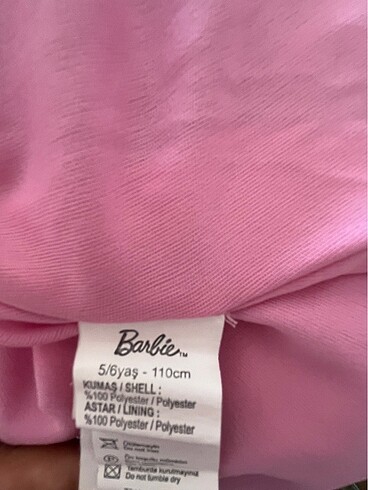 Barbie™
5/6yaş - 110cm
KUMAŞ / SHELL :
%100 Polyester / Polyester
ASTAR / LINING :
%100 Polyester / Polyester
Tamburda kurutmayınız
Do not tumble dry